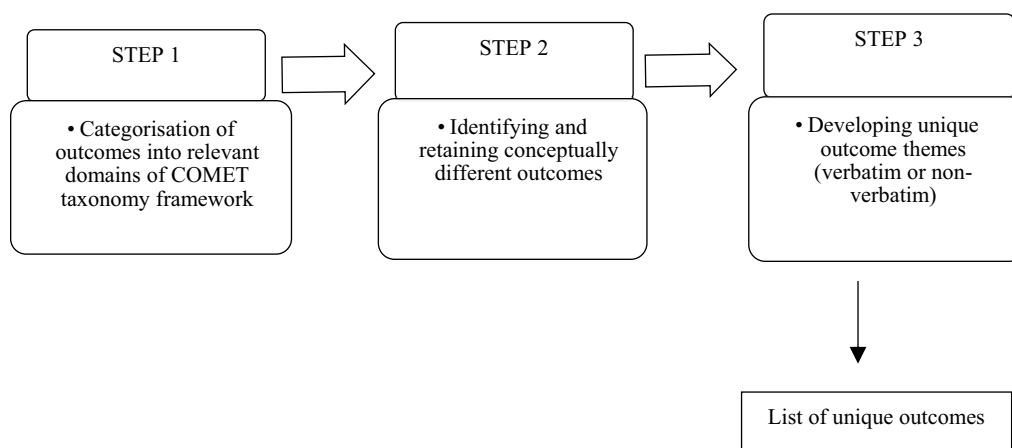 STEP 1
• Categorisation of
outcomes into relevant
domains of COMET
taxonomy framework
STEP 2
• Identifying and
retaining conceptually
different outcomes
STEP 3
• Developing unique
outcome themes
(verbatim or non-
verbatim)
List of unique outcomes